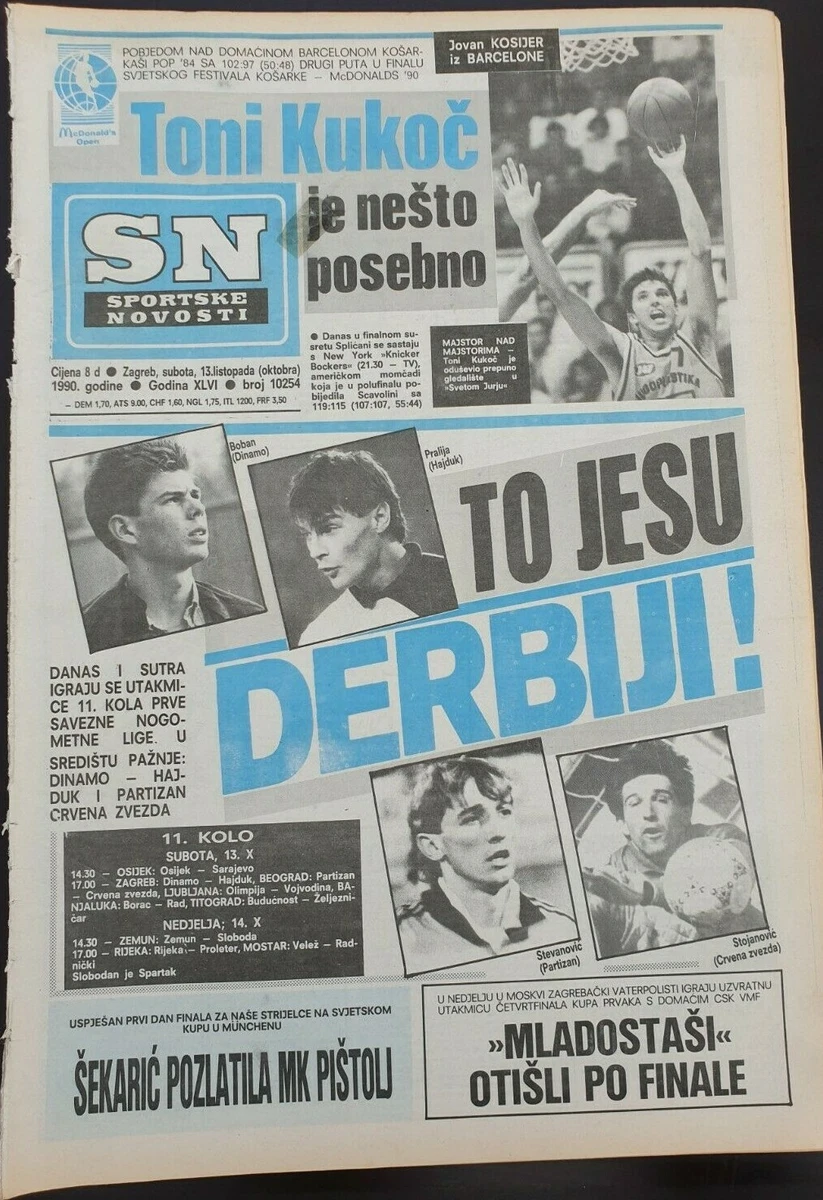 POBJEDOM NAD DOMAĆINOM BARCELONOM KOŠAR-
KAŠI POP '84 SA 102:97 (50:48) DRUGI PUTA U FINALU
SVJETSKOG FESTIVALA KOŠARKE — McDONALDS '90
Jovan KOSIJER
iz BARCELONE
McDonald's
Open
Toni Kukoč
je nešto
posebno
SN
SPORTSKE
NOVOSTI
Cijena 8 d ● Zagreb, subota, 13. listopada (oktobra)
1990. godine ● Godina XLVI ● broj 10254
— DEM 1,70, ATS 9.00, CHF 1,60, NGL 1,75, ITL 1200, FRF 3,50
● Danas u finalnom su-
sretu Splićani se sastaju
s New York »Knicker
Bockers« (21.30 — TV),
američkom momčadi
koja je u polufinalu po-
bijedila Scavolini sa
119:115 (107:107, 55:44)
MAJSTOR NAD
MAJSTORIMA —
Toni Kukoč je
oduševio prepuno
gledalište u
»Svetom Jurju«
7
Boban
(Dinamo)
Pralija
(Hajduk)
TO JESU
DERBIJI!
DANAS I SUTRA
IGRAJU SE UTAKMI-
CE 11. KOLA PRVE
SAVEZNE NOGO-
METNE LIGE. U
SREDIŠTU PAŽNJE:
DINAMO — HAJ-
DUK I PARTIZAN
CRVENA ZVEZDA
11. KOLO
SUBOTA, 13. X
14.30 — OSIJEK: Osijek — Sarajevo
17.00 — ZAGREB: Dinamo — Hajduk, BEOGRAD: Partizan
— Crvena zvezda, LJUBLJANA: Olimpija — Vojvodina, BA-
NJALUKA: Borac — Rad, TITOGRAD: Budućnost — Željezni-
čar
NEDJELJA; 14. X
14.30 — ZEMUN: Zemun — Sloboda
17.00 — RIJEKA: Rijeka — Proleter, MOSTAR: Velež — Rad-
nički
Slobodan je Spartak
Stevanović
(Partizan)
Stojanović
(Crvena zvezda)
USPJEŠAN PRVI DAN FINALA ZA NAŠE STRIJELCE NA SVJETSKOM
KUPU U MÜNCHENU
ŠEKARIĆ POZLATILA MK PIŠTOLJ
U NEDJELJU U MOSKVI ZAGREBAČKI VATERPOLISTI IGRAJU UZVRATNU
UTAKMICU ČETVRTFINALA KUPA PRVAKA S DOMAĆIM CSK VMF
»MLADOSTAŠI«
OTIŠLI PO FINALE